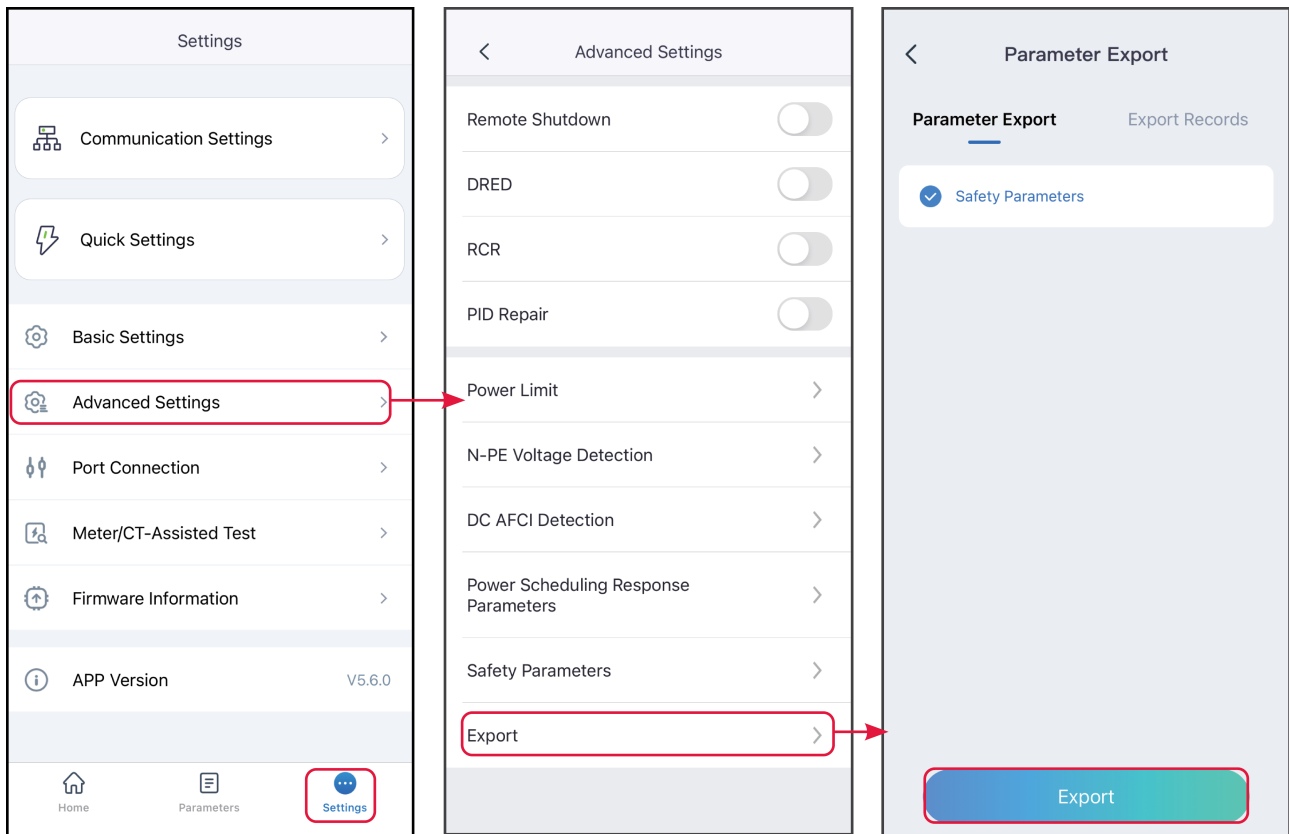 Settings
Communication Settings
Quick Settings
Basic Settings
Advanced Settings
Port Connection
Meter/CT-Assisted Test
Firmware Information
APP Version V5.6.0
Home Parameters Settings
Advanced Settings
Remote Shutdown
DRED
RCR
PID Repair
Power Limit
N-PE Voltage Detection
DC AFCI Detection
Power Scheduling Response
Parameters
Safety Parameters
Export
Parameter Export
Parameter Export Export Records
Safety Parameters
Export